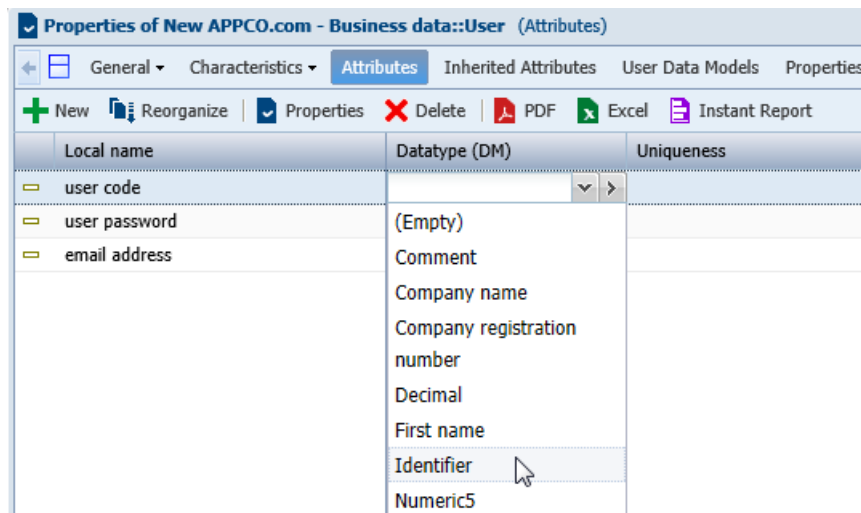 Properties of New APPCO.com - Business data::User (Attributes)
General Characteristics Attributes Inherited Attributes User Data Models Properties
New Reorganize Properties Delete PDF Excel Instant Report
Local name Datatype (DM) Uniqueness
user code
user password
email address
(Empty)
Comment
Company name
Company registration
number
Decimal
First name
Identifier
Numeric5